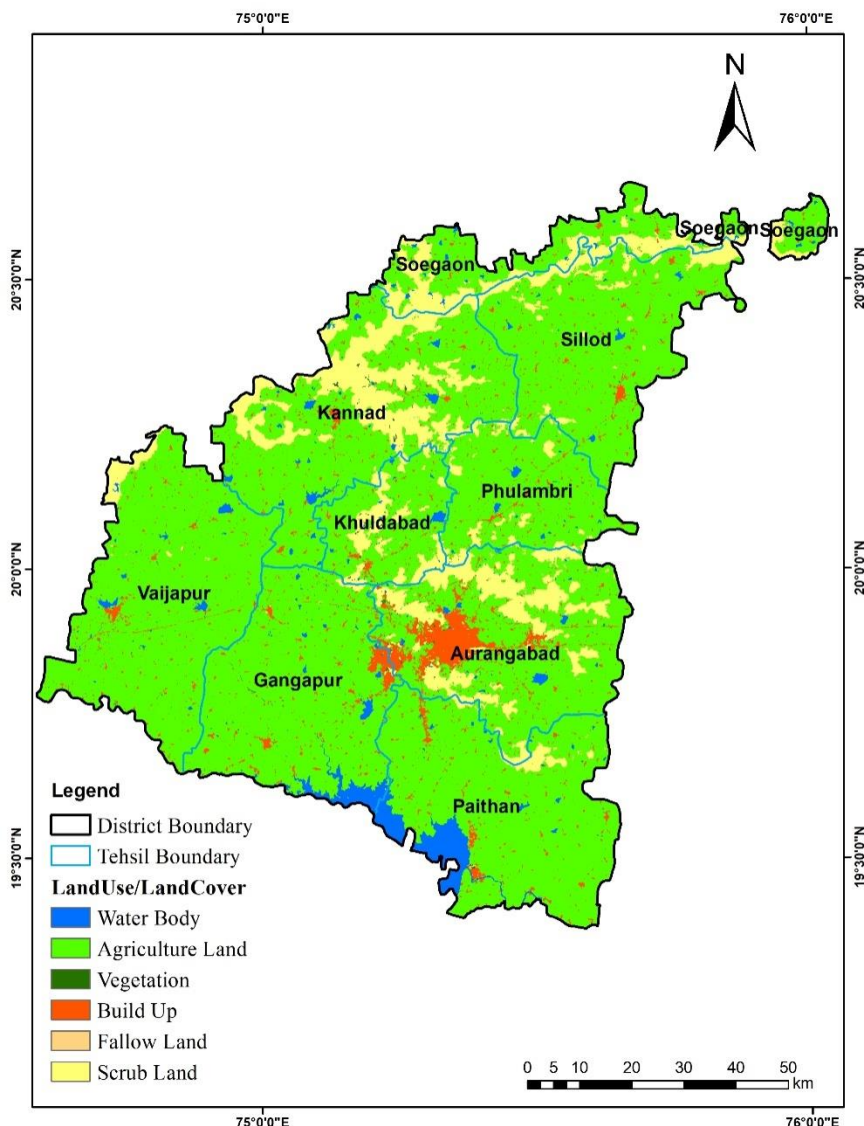 75°0'0"E
76°0'0"E
N
Soegaon
Soegaon
Soegaon
20°30'0"N
20°30'0"N
Sillod
Kannad
Phulambri
Khuldabad
20°0'0"N
20°0'0"N
Vaijapur
Aurangabad
Gangapur
Paithan
19°30'0"N
19°30'0"N
Legend
District Boundary
Tehsil Boundary
LandUse/LandCover
Water Body
Agriculture Land
Vegetation
Build Up
Fallow Land
Scrub Land
0 5 10 20 30 40 50
km
75°0'0"E
76°0'0"E